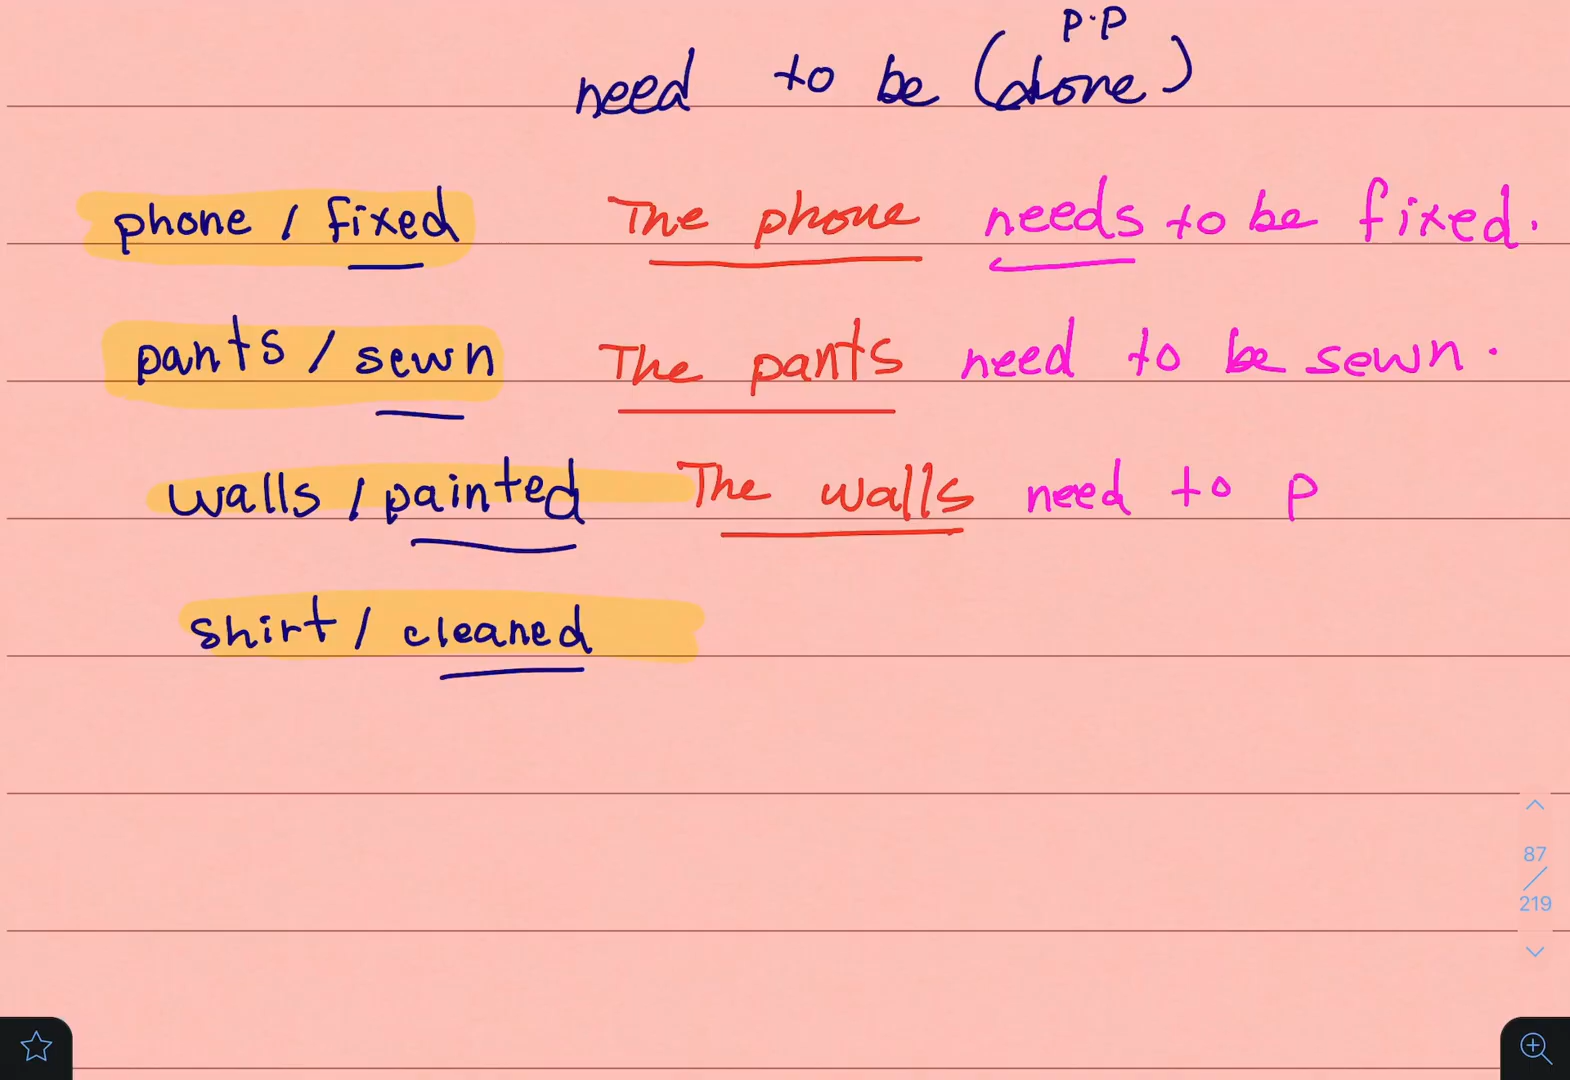 p.p
need to be (done)
phone / fixed The phone needs to be fixed.
pants / sewn The pants need to be sewn.
walls / painted The walls need to p
shirt / cleaned
87
/
219